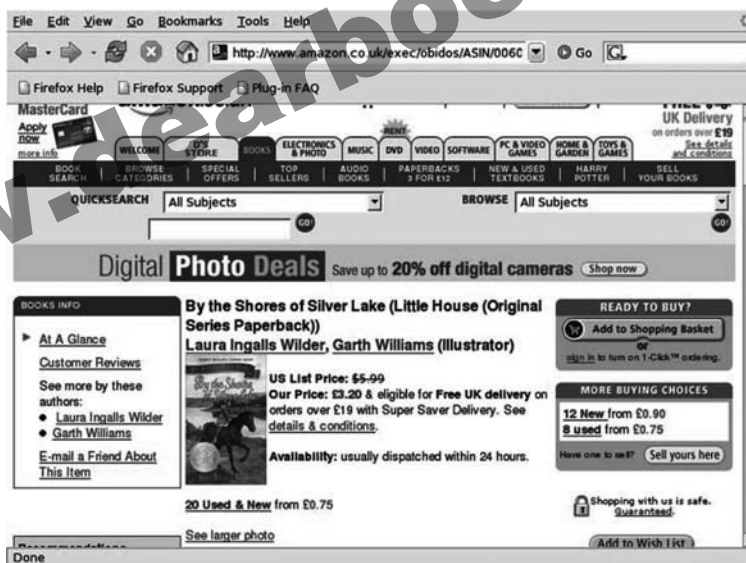 File Edit View Go Bookmarks Tools Help
http://www.amazon.co.uk/exec/obidos/ASIN/0060 Go G
Firefox Help Firefox Support Plug-in FAQ
MasterCard
Apply
now
more info
UK Delivery
on orders over £19
See details
and conditions
RENT
WELCOME STORE BOOKS ELECTRONICS & PHOTO MUSIC DVD VIDEO SOFTWARE PC & VIDEO GAMES HOME & GARDEN TOYS & GAMES
BOOK SEARCH BROWSE CATEGORIES SPECIAL OFFERS TOP SELLERS AUDIO BOOKS PAPERBACKS 3 FOR £12 NEW & USED TEXTBOOKS HARRY POTTER SELL YOUR BOOKS
QUICKSEARCH All Subjects BROWSE All Subjects
GO! GO!
Digital Photo Deals Save up to 20% off digital cameras Shop now
BOOKS INFO
At A Glance
Customer Reviews
See more by these
authors:
Laura Ingalls Wilder
Garth Williams
E-mail a Friend About
This Item
By the Shores of Silver Lake (Little House (Original
Series Paperback))
Laura Ingalls Wilder, Garth Williams (Illustrator)
By the Shores
of Silver Lake
US List Price: $5.99
Our Price: £3.20 & eligible for Free UK delivery on
orders over £19 with Super Saver Delivery. See
details & conditions.
Availability: usually dispatched within 24 hours.
20 Used & New from £0.75
See larger photo
READY TO BUY?
Add to Shopping Basket
or
sign in to turn on 1-Click™ ordering.
MORE BUYING CHOICES
12 New from £0.90
8 used from £0.75
Have one to sell? Sell yours here
Shopping with us is safe.
Guaranteed.
Add to Wish List
Done